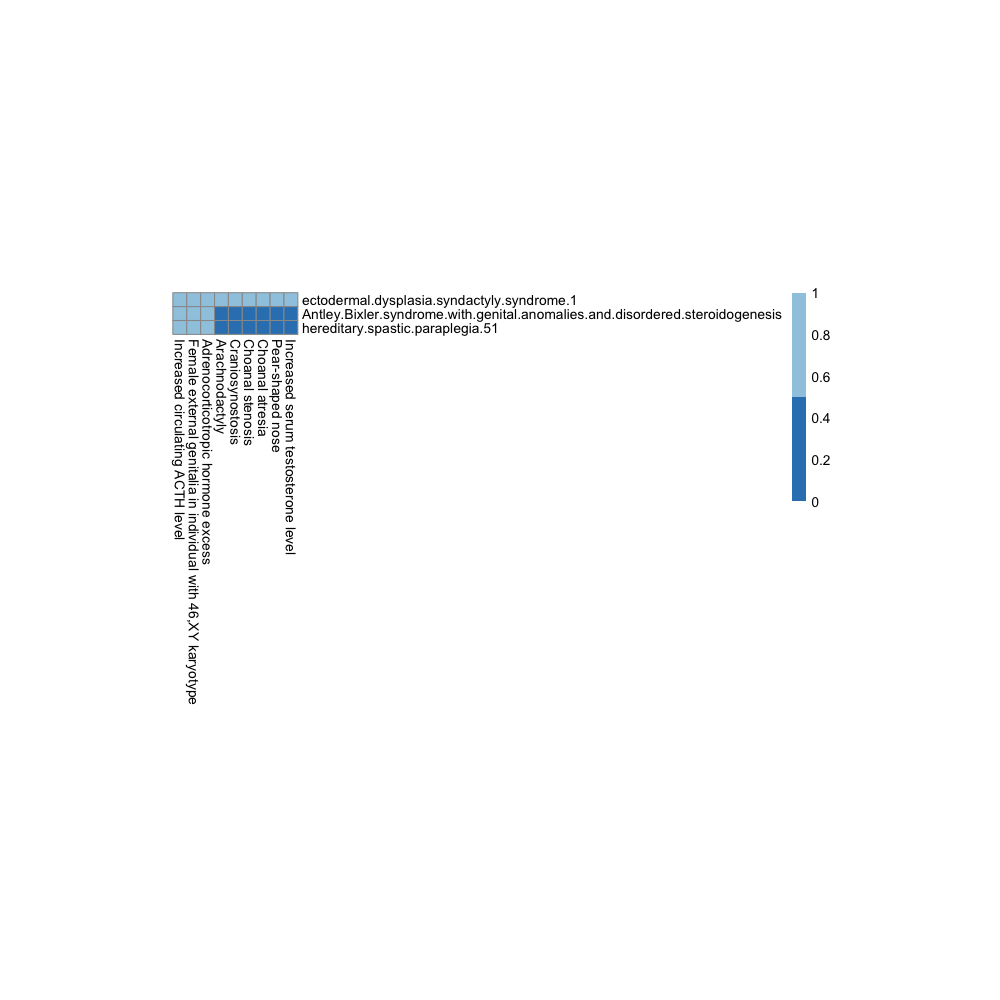 ectodermal.dysplasia.syndactyly.syndrome.1
Antley.Bixler.syndrome.with.genital.anomalies.and.disordered.steroidogenesis
hereditary.spastic.paraplegia.51
Increased circulating ACTH level
Female external genitalia in individual with 46,XY karyotype
Adrenocorticotropic hormone excess
Arachnodactyly
Craniosynostosis
Choanal stenosis
Choanal atresia
Pear-shaped nose
Increased serum testosterone level
1
0.8
0.6
0.4
0.2
0